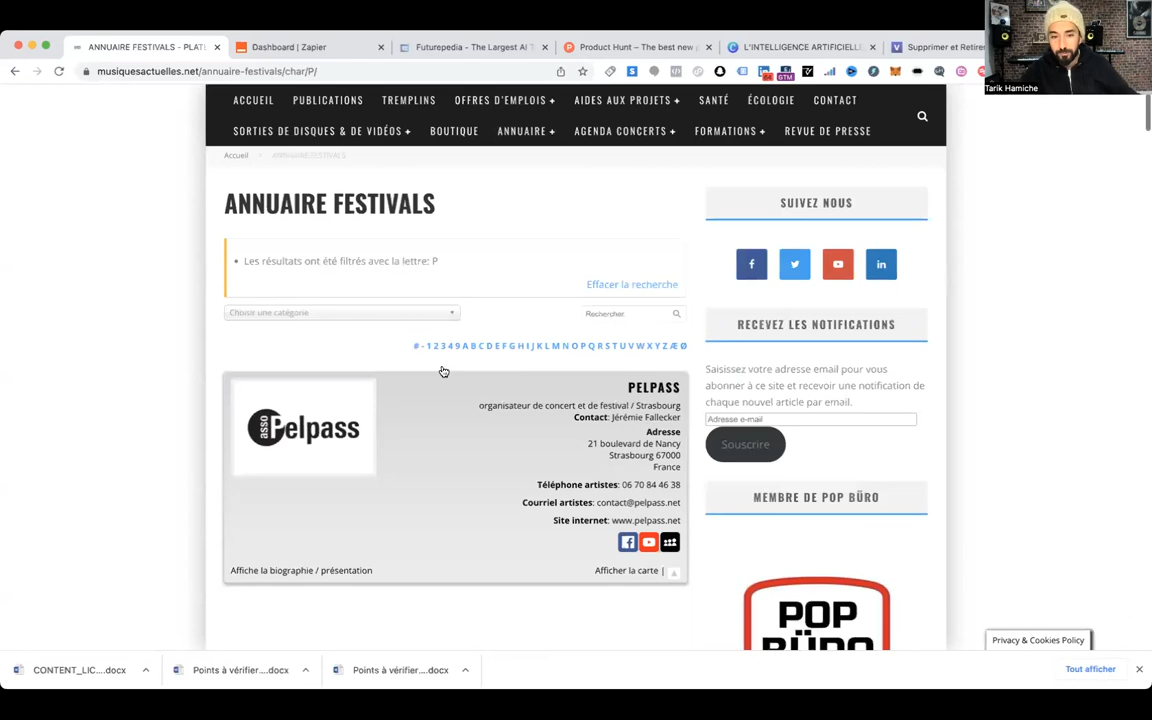 ANNUAIRE FESTIVALS - PLATE
Dashboard | Zapier
Futurepedia - The Largest AI T
Product Hunt – The best new
L'INTELLIGENCE ARTIFICIELLE
Supprimer et Retire
Tarik Hamiche
musiquesactuelles.net/annuaire-festivals/char/P/
GTM
ACCUEIL PUBLICATIONS TREMPLINS OFFRES D'EMPLOIS + AIDES AUX PROJETS + SANTÉ ÉCOLOGIE CONTACT
SORTIES DE DISQUES & DE VIDÉOS + BOUTIQUE ANNUAIRE + AGENDA CONCERTS + FORMATIONS + REVUE DE PRESSE
Accueil
ANNUAIRE FESTIVALS
SUIVEZ NOUS
• Les résultats ont été filtrés avec la lettre: P
Effacer la recherche
Choisir une catégorie
Rechercher
# - 1 2 3 4 9 A B C D E F G H I J K L M N O P Q R S T U V W X Y Z Æ Ø
RECEVEZ LES NOTIFICATIONS
Saisissez votre adresse email pour vous
abonner à ce site et recevoir une notification de
chaque nouvel article par email.
Adresse e-mail
Souscrire
asso Pelpass
PELPASS
organisateur de concert et de festival / Strasbourg
Contact: Jérémie Fallecker
Adresse
21 boulevard de Nancy
Strasbourg 67000
France
Téléphone artistes: 06 70 84 46 38
Courriel artistes: contact@pelpass.net
Site internet: www.pelpass.net
Affiche la biographie / présentation
Afficher la carte |
MEMBRE DE POP BÜRO
POP
BÜRO
Privacy & Cookies Policy
CONTENT_LIC....docx
Points à vérifier....docx
Points à vérifier....docx
Tout afficher